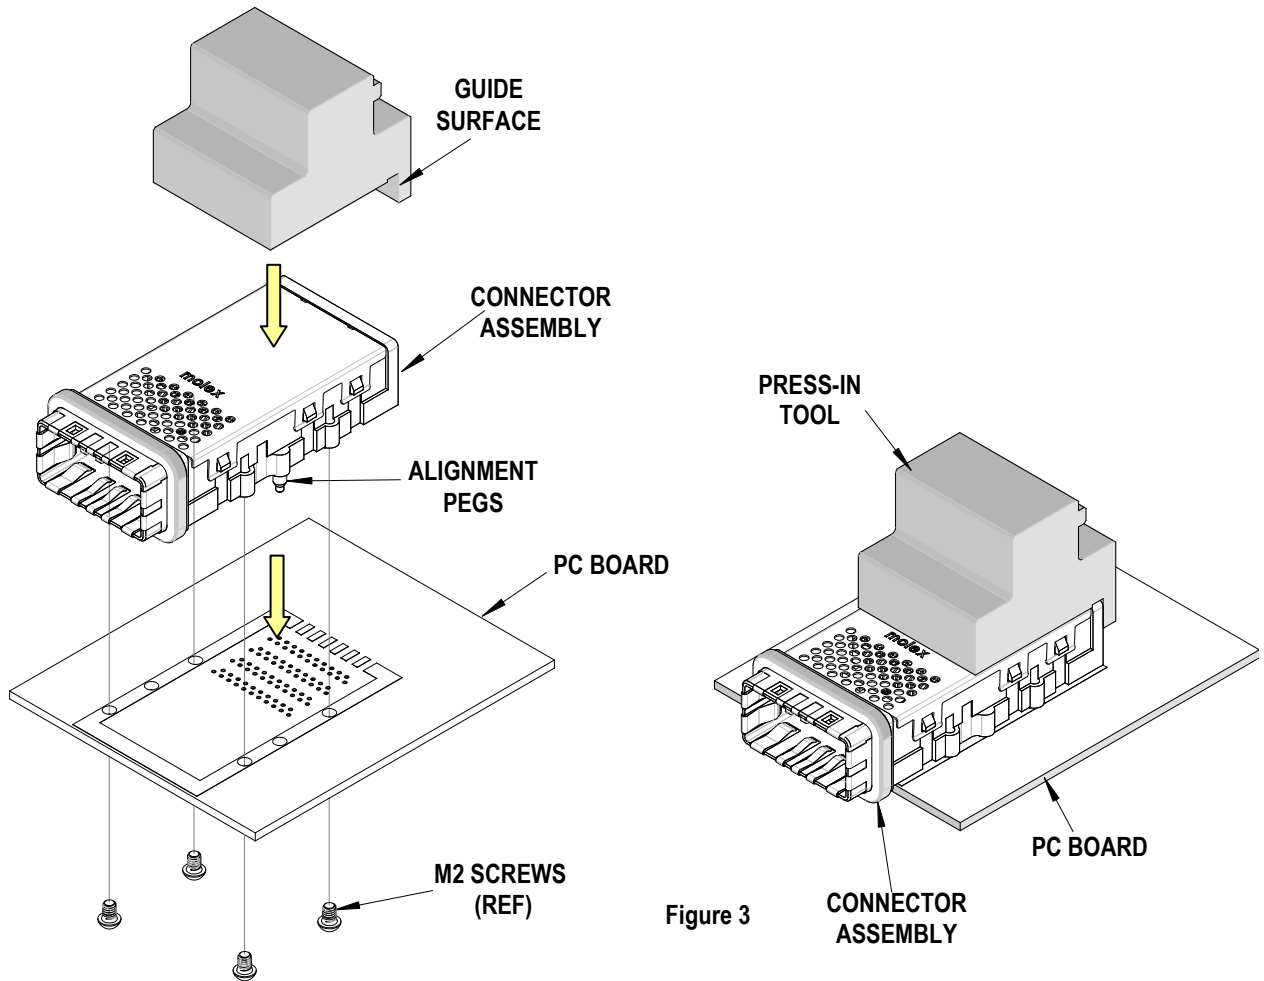 GUIDE
SURFACE
CONNECTOR
ASSEMBLY
molex
ALIGNMENT
PEGS
PC BOARD
M2 SCREWS
(REF)
PRESS-IN
TOOL
molex
PC BOARD
CONNECTOR
ASSEMBLY
Figure 3